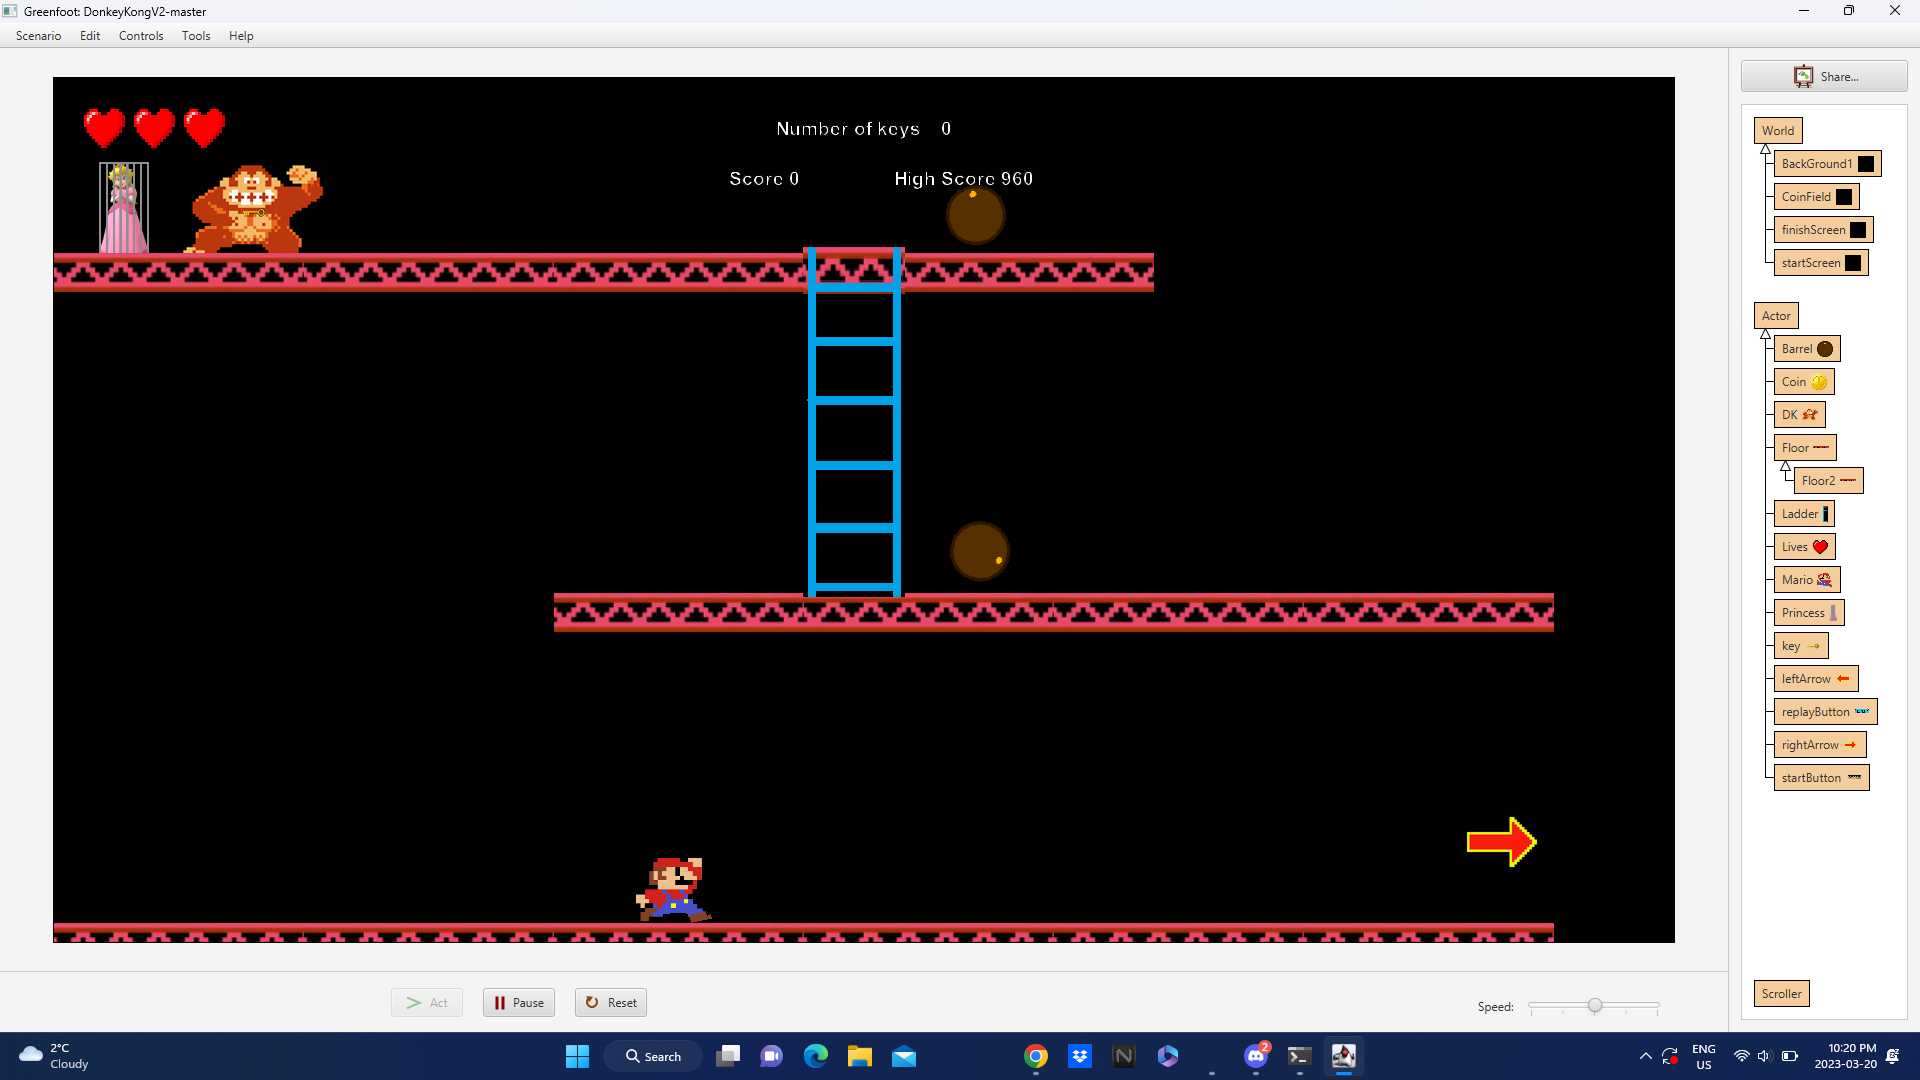 Greenfoot: DonkeyKongV2-master
Scenario Edit Controls Tools Help
Share...
Number of keys 0
Score 0 High Score 960
World
BackGround1
CoinField
finishScreen
startScreen
Actor
Barrel
Coin
DK
Floor
Floor2
Ladder
Lives
Mario
Princess
key
leftArrow
replayButton
rightArrow
startButton
Scroller
Act Pause Reset Speed:
2°C
Cloudy
Search
2
ENG
US
10:20 PM
2023-03-20